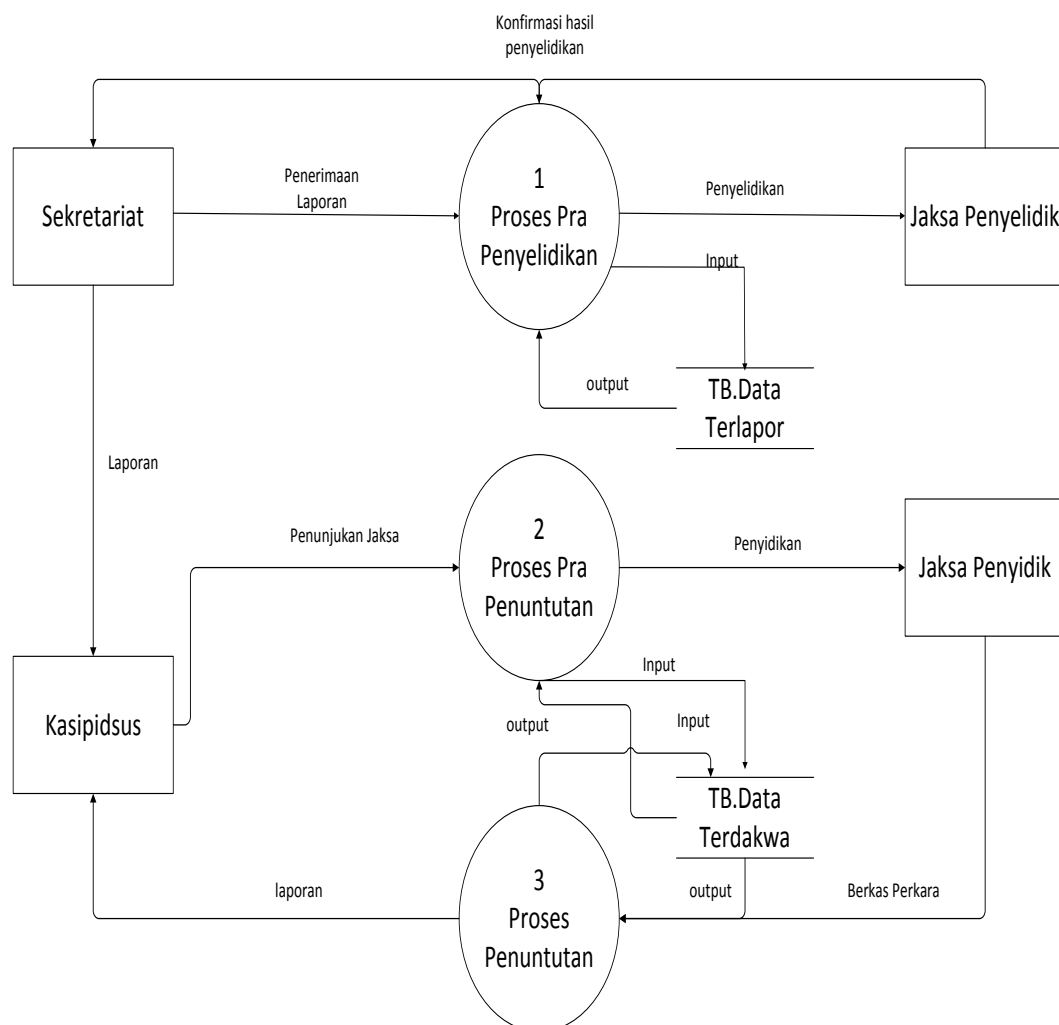 Konfirmasi hasil
penyelidikan
1
Proses Pra
Penyelidikan
Sekretariat
Penerimaan
Laporan
Penyelidikan
Jaksa Penyelidik
Input
output
TB.Data
Terlapor
Laporan
Penunjukan Jaksa
2
Proses Pra
Penuntutan
Penyidikan
Jaksa Penyidik
Input
Kasipidsus
output
Input
TB.Data
Terdakwa
laporan
3
Proses
Penuntutan
output
Berkas Perkara